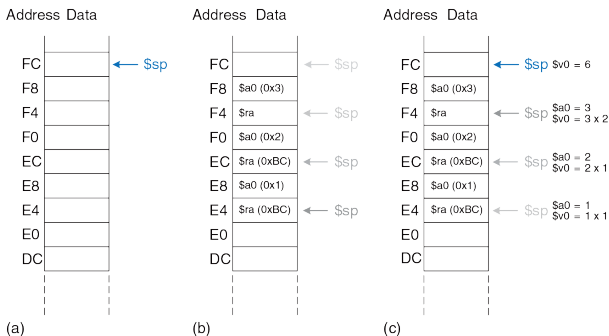 Address Data
FC
$sp
F8
F4
F0
EC
E8
E4
E0
DC
(a)
Address Data
FC
$sp
F8
$a0 (0x3)
F4
$ra
$sp
F0
$a0 (0x2)
EC
$ra (0xBC)
$sp
E8
$a0 (0x1)
E4
$ra (0xBC)
$sp
E0
DC
(b)
Address Data
FC
$sp
$v0 = 6
F8
$a0 (0x3)
F4
$ra
$sp
$a0 = 3
$v0 = 3 x 2
F0
$a0 (0x2)
EC
$ra (0xBC)
$sp
$a0 = 2
$v0 = 2 x 1
E8
$a0 (0x1)
E4
$ra (0xBC)
$sp
$a0 = 1
$v0 = 1 x 1
E0
DC
(c)